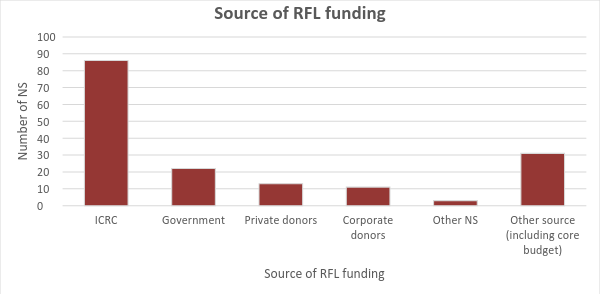 Source of RFL funding
Number of NS
100
90
80
70
60
50
40
30
20
10
0
ICRC
Government
Private donors
Corporate
donors
Other NS
Other source
(including core
budget)
Source of RFL funding